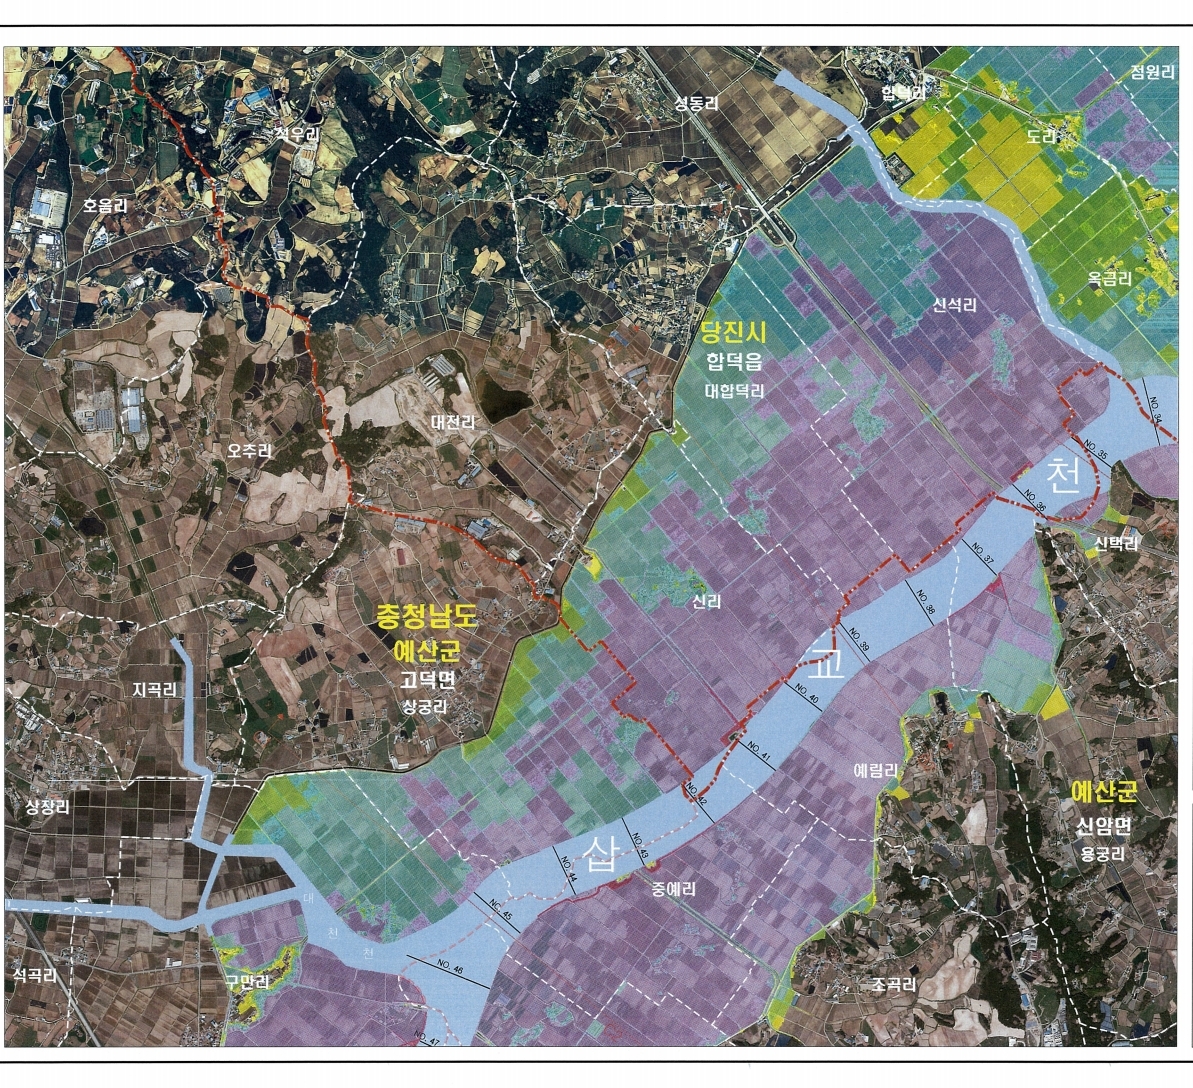 점원리
합덕리
성동리
석우리
도리
호음리
옥금리
신석리
당진시
합덕읍
대합덕리
NO. 34
대전리
오추리
NO. 35
천
NO. 36
신택리
NO. 37
신리
NO. 38
충청남도
예산군
고덕면
상궁리
NO. 39
교
지곡리
NO. 40
NO. 41
예림리
NO. 42
예산군
신암면
용궁리
상장리
NO. 43
삽
NO. 44
중예리
대
NO. 45
천
천
NO. 46
석곡리
구만리
조곡리
NO. 47